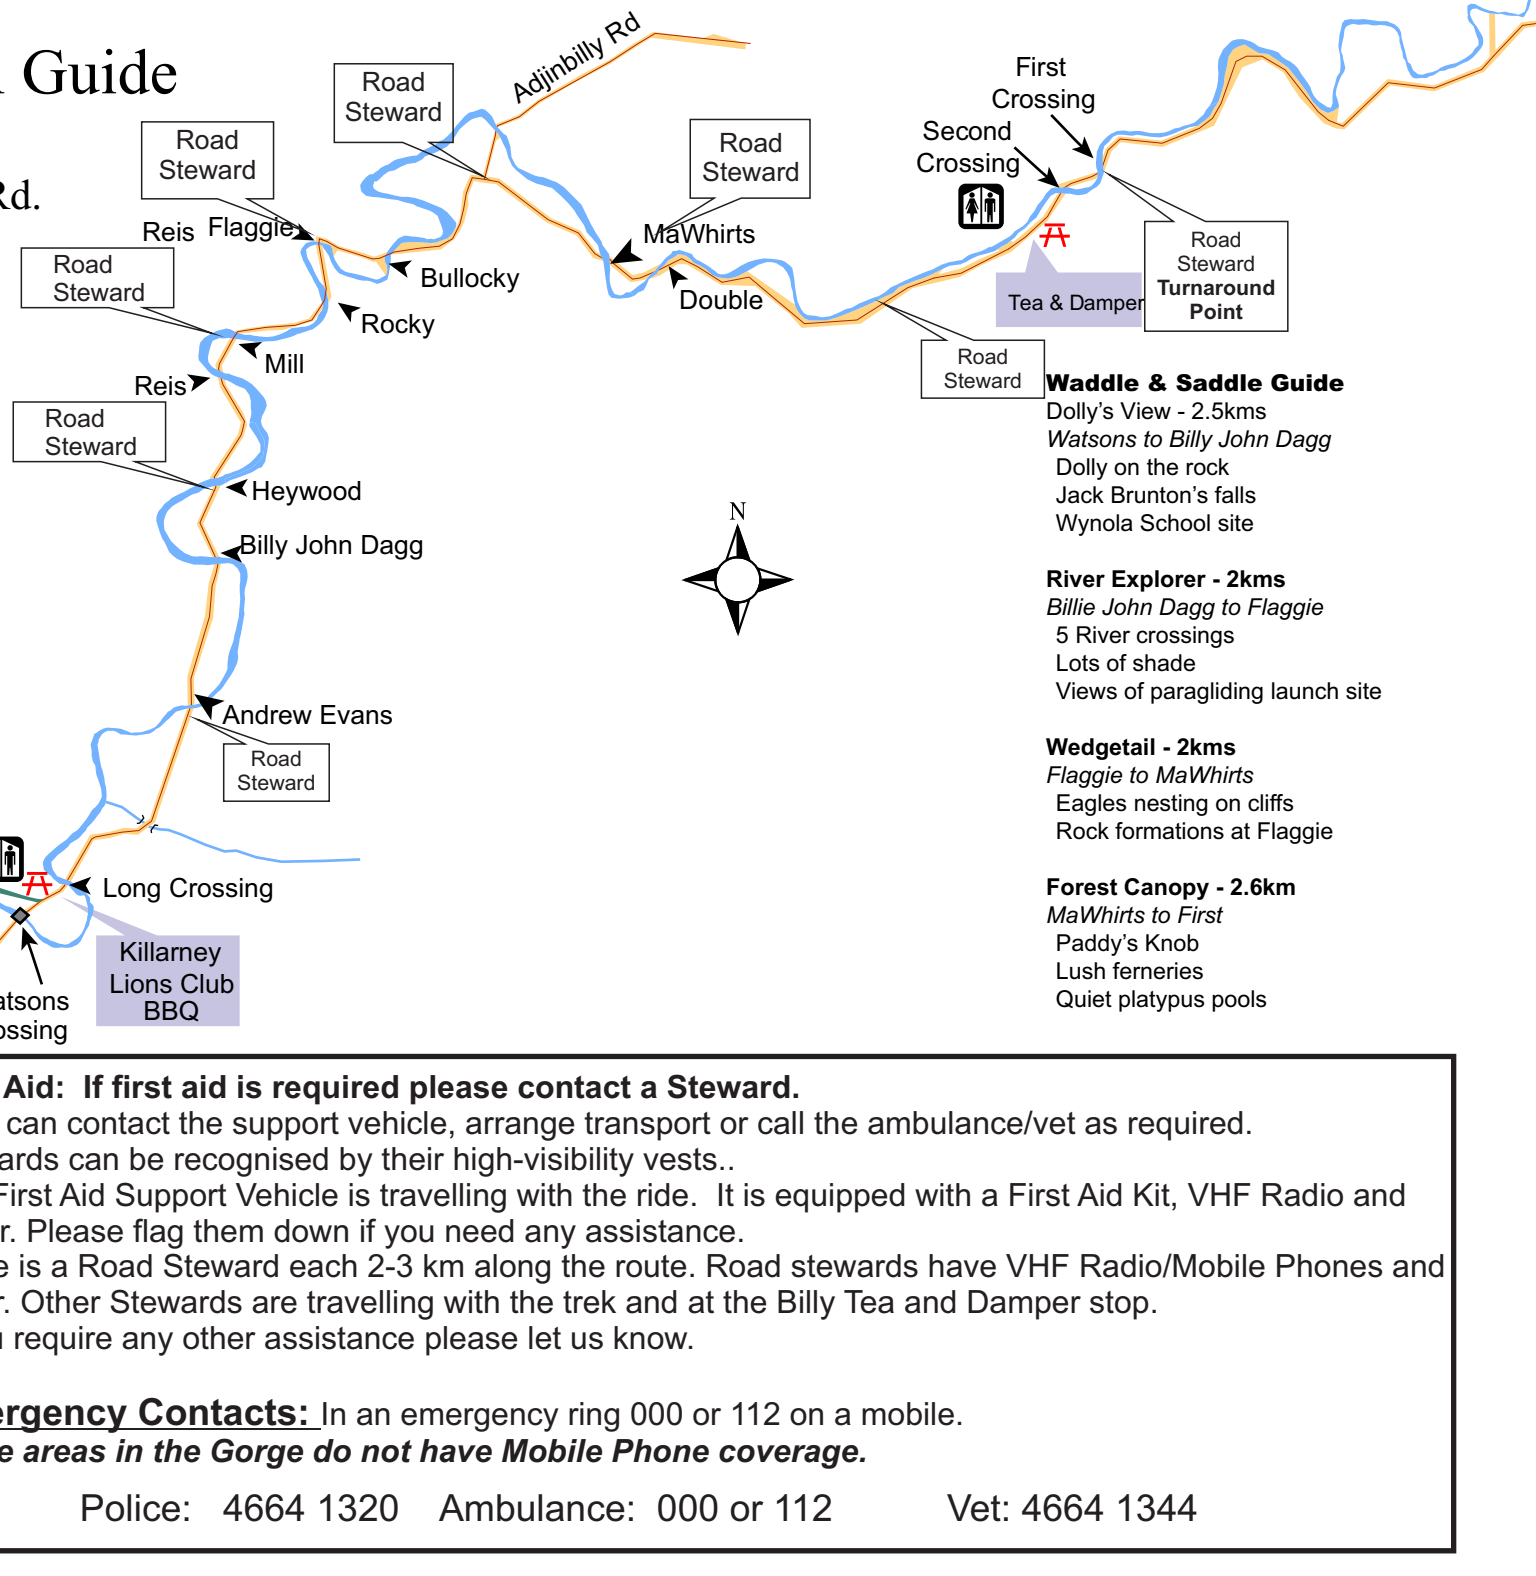 Guide
Rd.
Road
Steward
Adjinbilly Rd
Road
Steward
Road
Steward
First
Crossing
Second
Crossing
Reis
Flaggie
MaWhirts
Bullocky
Double
Road
Steward
Rocky
Mill
Reis
Road
Steward
Turnaround
Point
Tea & Damper
Road
Steward
Road
Steward
Heywood
Billy John Dagg
N
Andrew Evans
Road
Steward
Long Crossing
Killarney
Lions Club
BBQ
atsons
ossing
Waddle & Saddle Guide
Dolly's View - 2.5kms
Watsons to Billy John Dagg
Dolly on the rock
Jack Brunton's falls
Wynola School site
River Explorer - 2kms
Billie John Dagg to Flaggie
5 River crossings
Lots of shade
Views of paragliding launch site
Wedgetail - 2kms
Flaggie to MaWhirts
Eagles nesting on cliffs
Rock formations at Flaggie
Forest Canopy - 2.6km
MaWhirts to First
Paddy's Knob
Lush ferneries
Quiet platypus pools
Aid: If first aid is required please contact a Steward.
can contact the support vehicle, arrange transport or call the ambulance/vet as required.
ards can be recognised by their high-visibility vests..
First Aid Support Vehicle is travelling with the ride. It is equipped with a First Aid Kit, VHF Radio and
r. Please flag them down if you need any assistance.
e is a Road Steward each 2-3 km along the route. Road stewards have VHF Radio/Mobile Phones and
r. Other Stewards are travelling with the trek and at the Billy Tea and Damper stop.
u require any other assistance please let us know.
ergency Contacts: In an emergency ring 000 or 112 on a mobile.
e areas in the Gorge do not have Mobile Phone coverage.
Police: 4664 1320 Ambulance: 000 or 112 Vet: 4664 1344